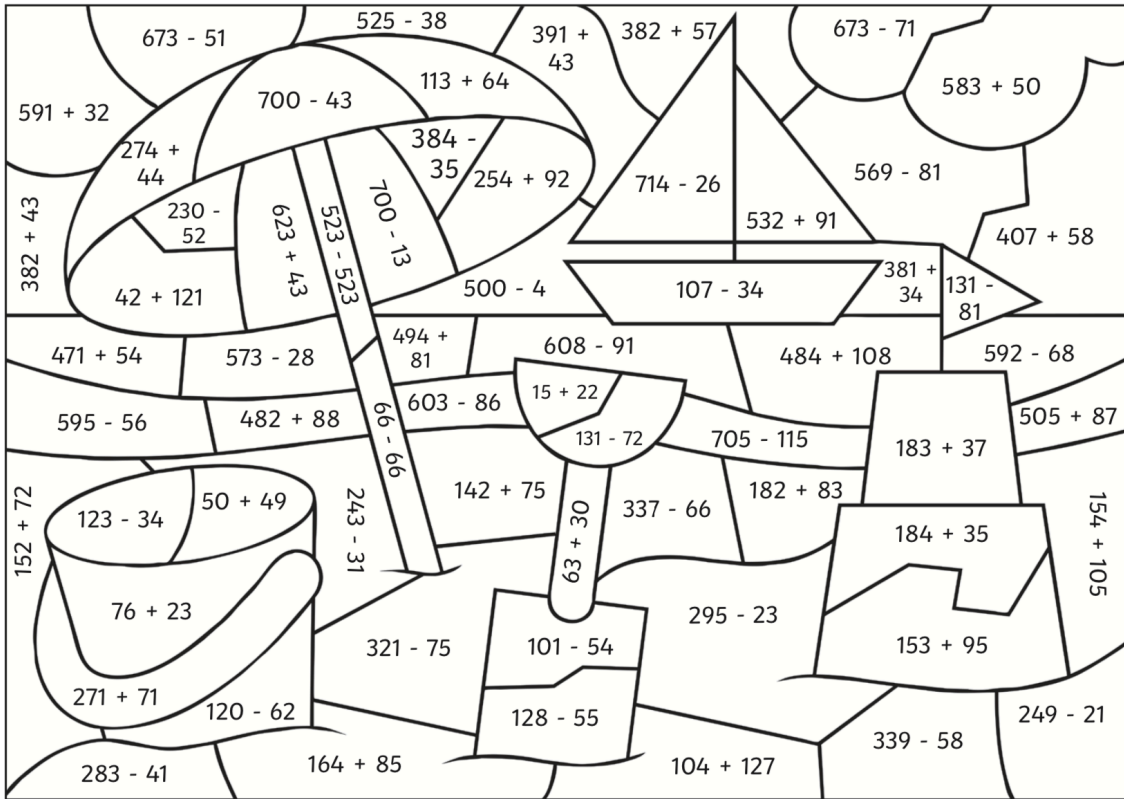 525 - 38
673 - 51
391 +
43
382 + 57
673 - 71
113 + 64
583 + 50
700 - 43
591 + 32
274 +
44
384 -
35
254 + 92
569 - 81
714 - 26
230 -
52
532 + 91
382 + 43
623 + 43
523 - 523
700 - 13
407 + 58
42 + 121
500 - 4
107 - 34
381 +
34
131 -
81
471 + 54
573 - 28
494 +
81
608 - 91
484 + 108
592 - 68
595 - 56
482 + 88
603 - 86
15 + 22
131 - 72
705 - 115
505 + 87
66 - 66
183 + 37
123 - 34
50 + 49
142 + 75
337 - 66
182 + 83
152 + 72
243 - 31
63 + 30
184 + 35
154 + 105
76 + 23
295 - 23
321 - 75
101 - 54
153 + 95
271 + 71
120 - 62
128 - 55
249 - 21
339 - 58
283 - 41
164 + 85
104 + 127